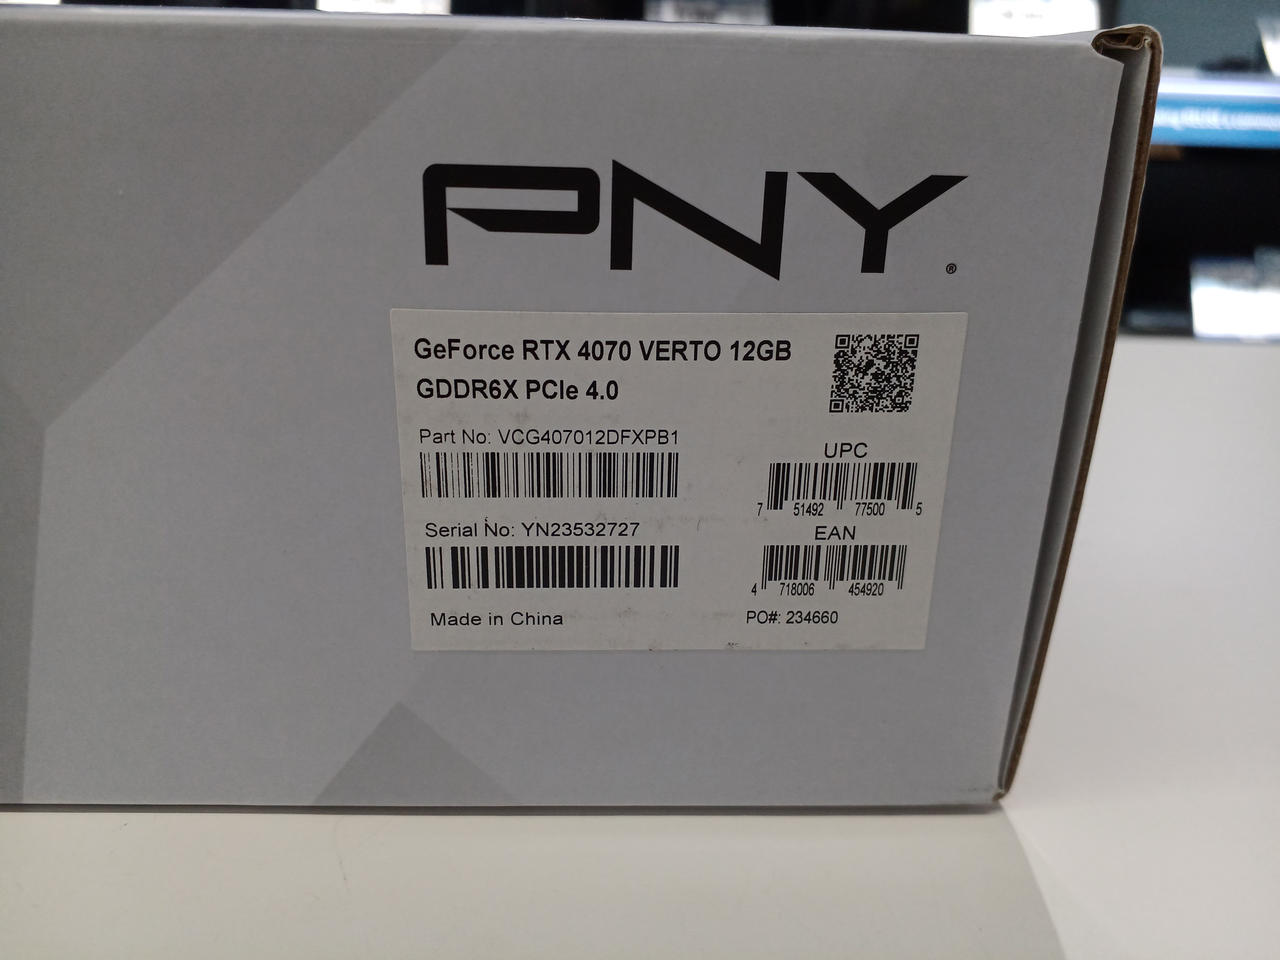 PNY®
GeForce RTX 4070 VERTO 12GB
GDDR6X PCIe 4.0
Part No: VCG407012DFXPB1
UPC
7 51492 77500 5
Serial No: YN23532727
EAN
4 718006 454920
Made in China
PO#: 234660